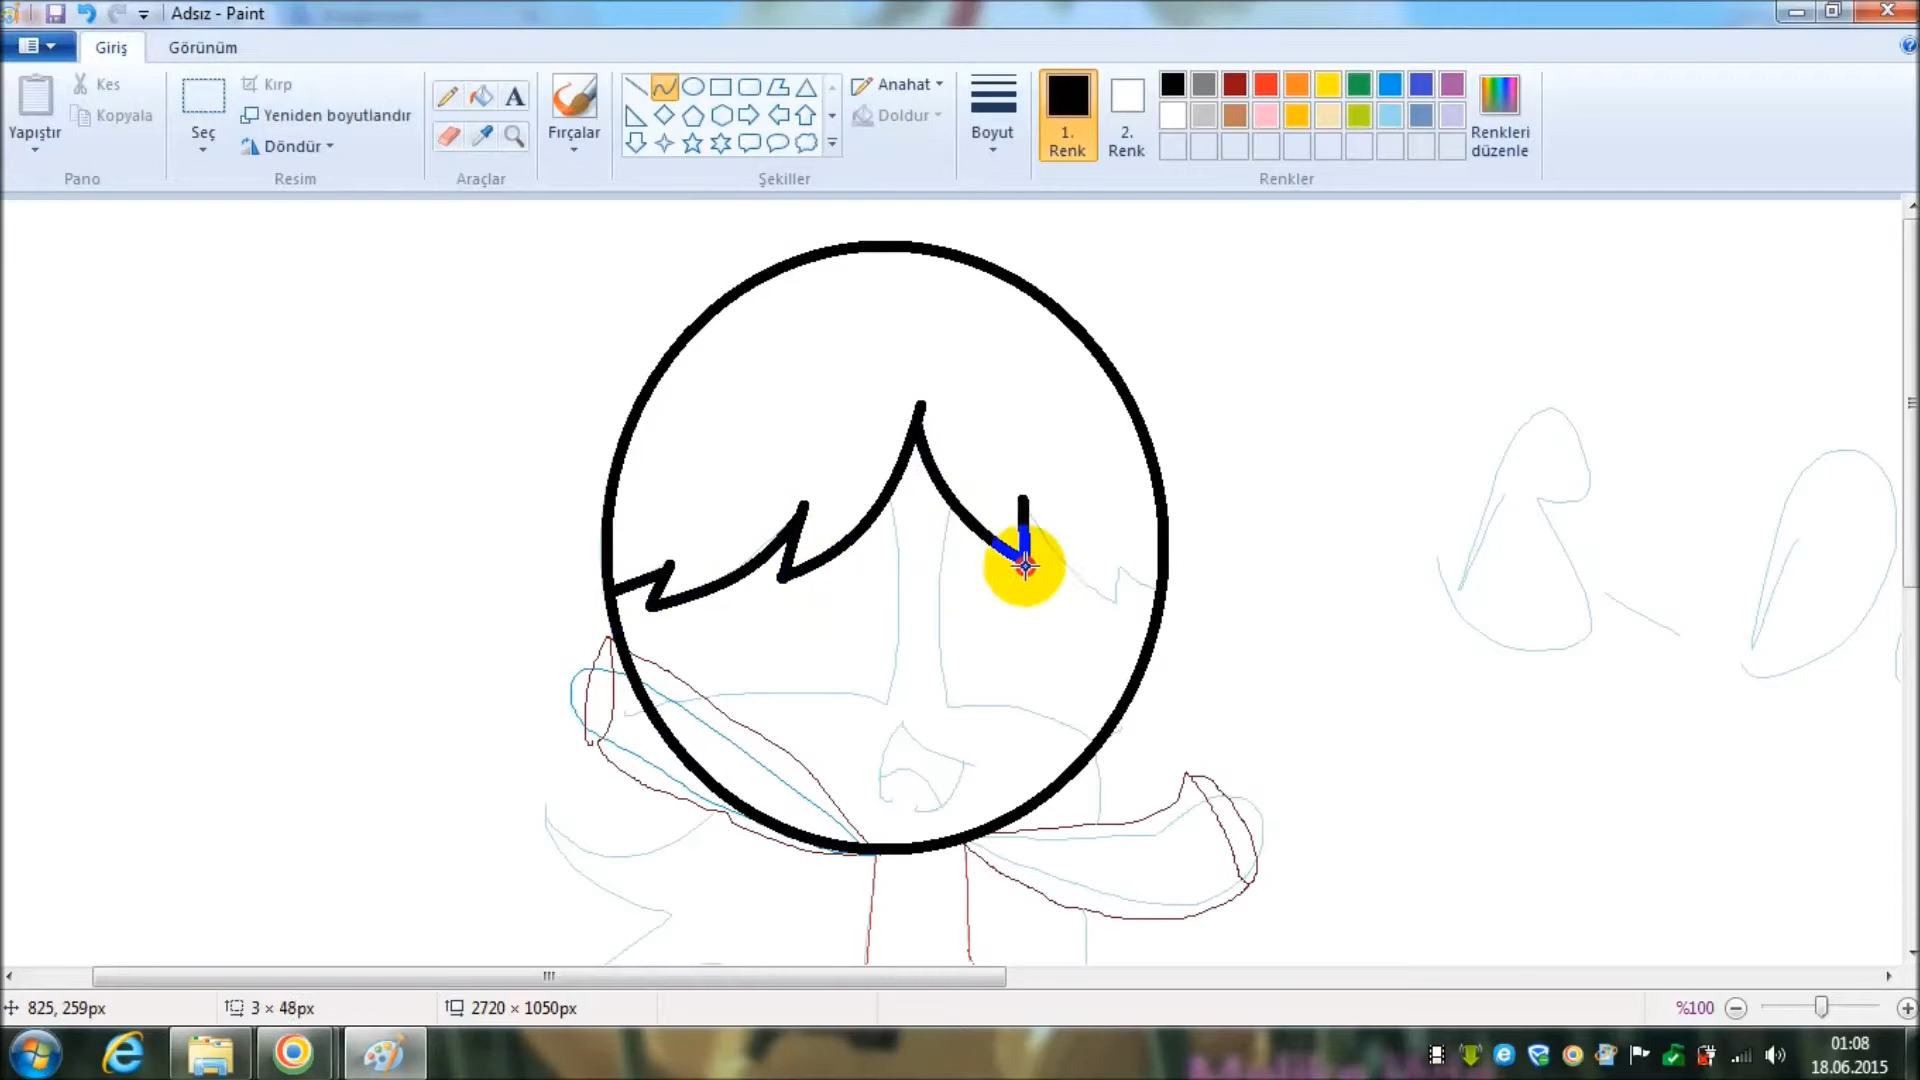 Adsız - Paint
Giriş Görünüm
Yapıştır Kes Kopyala
Pano
Seç Kırp Yeniden boyutlandır Döndür
Resim
A
Araçlar
Fırçalar
Anahat
Doldur
Şekiller
Boyut
1. Renk
2. Renk
Renkleri düzenle
Renkler
825, 259px
3 × 48px
2720 × 1050px
%100
01:08
18.06.2015